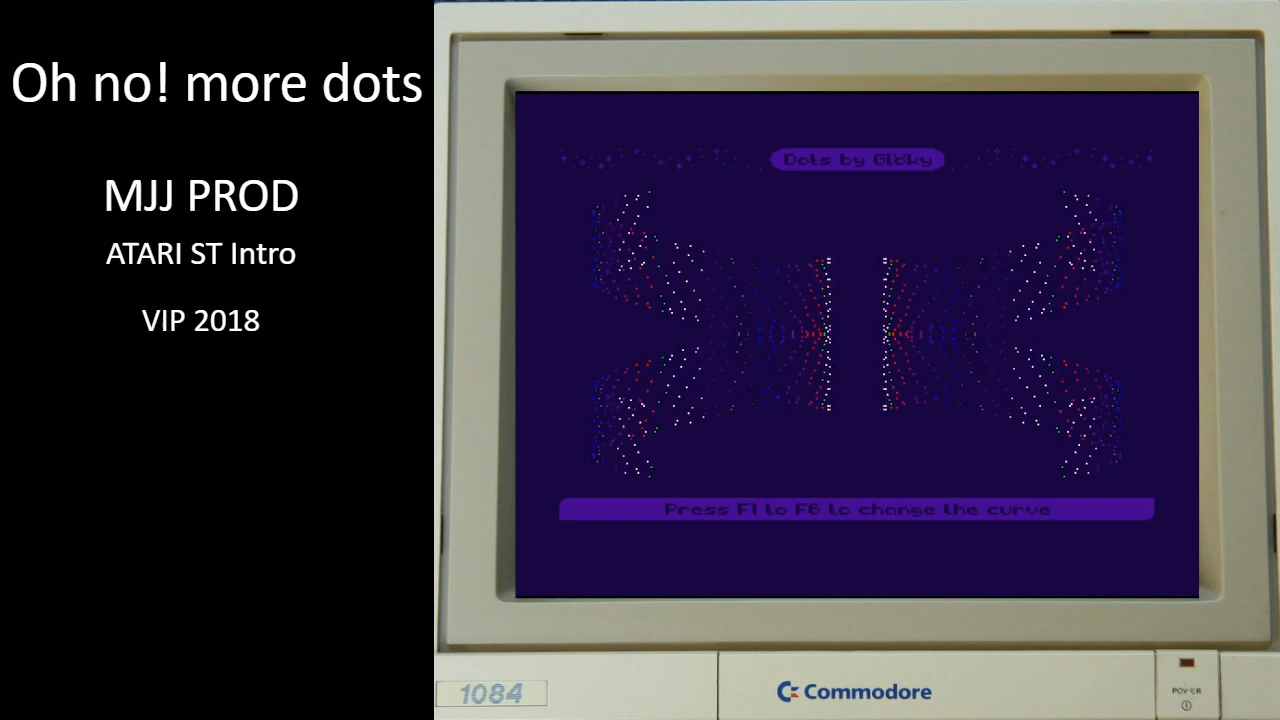 Oh no! more dots
MJJ PROD
ATARI ST Intro
VIP 2018
Dots by Glöky
Press F1 to F6 to change the curve
1084
Commodore
POWER